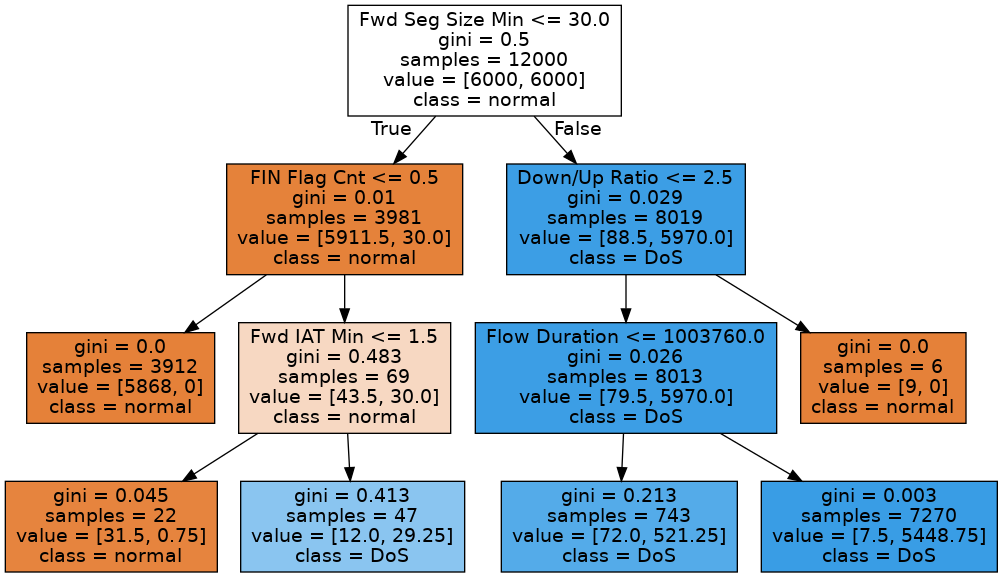 Fwd Seg Size Min <= 30.0
gini = 0.5
samples = 12000
value = [6000, 6000]
class = normal
True
False
FIN Flag Cnt <= 0.5
gini = 0.01
samples = 3981
value = [5911.5, 30.0]
class = normal
Down/Up Ratio <= 2.5
gini = 0.029
samples = 8019
value = [88.5, 5970.0]
class = DoS
gini = 0.0
samples = 3912
value = [5868, 0]
class = normal
Fwd IAT Min <= 1.5
gini = 0.483
samples = 69
value = [43.5, 30.0]
class = normal
Flow Duration <= 1003760.0
gini = 0.026
samples = 8013
value = [79.5, 5970.0]
class = DoS
gini = 0.0
samples = 6
value = [9, 0]
class = normal
gini = 0.045
samples = 22
value = [31.5, 0.75]
class = normal
gini = 0.413
samples = 47
value = [12.0, 29.25]
class = DoS
gini = 0.213
samples = 743
value = [72.0, 521.25]
class = DoS
gini = 0.003
samples = 7270
value = [7.5, 5448.75]
class = DoS